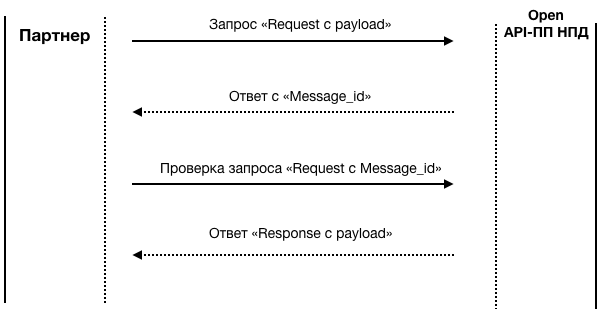 Партнер
Open
API-ПП НПД
Запрос «Request с payload»
Ответ с «Message_id»
Проверка запроса «Request с Message_id»
Ответ «Response с payload»